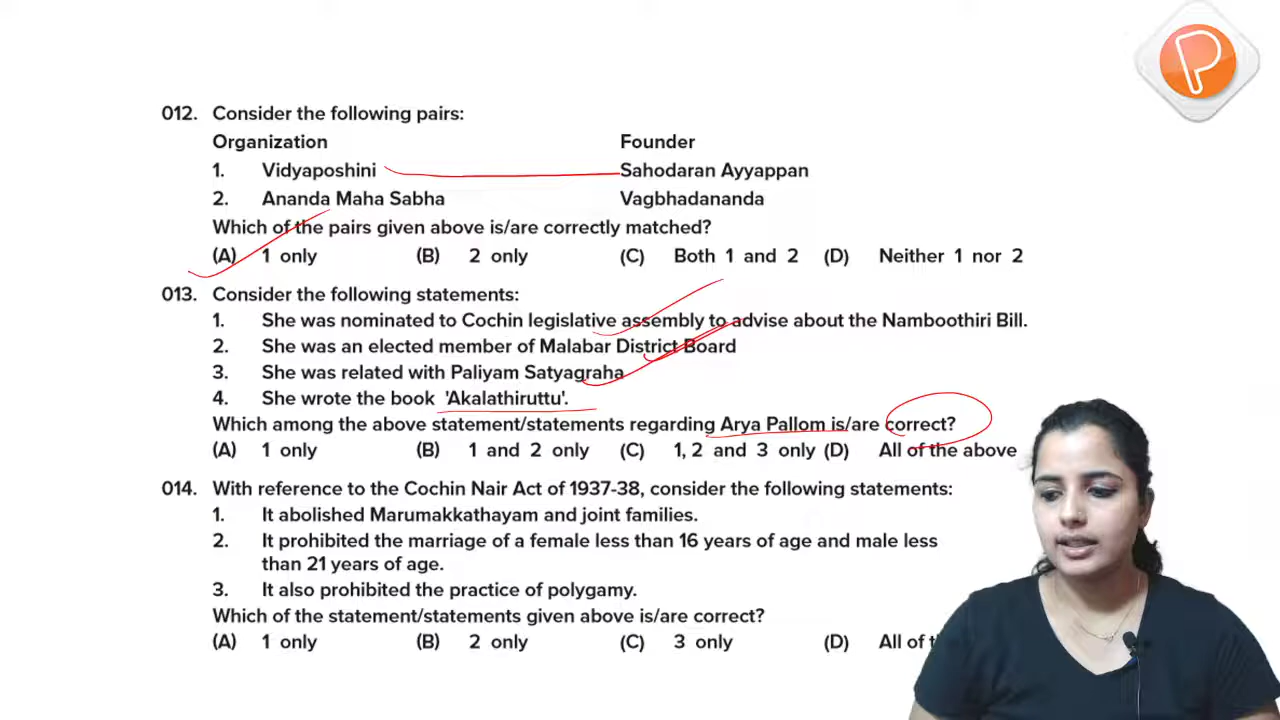 P
012. Consider the following pairs:
Organization Founder
1. Vidyaposhini Sahodaran Ayyappan
2. Ananda Maha Sabha Vagbhadananda
Which of the pairs given above is/are correctly matched?
(A) 1 only (B) 2 only (C) Both 1 and 2 (D) Neither 1 nor 2
013. Consider the following statements:
1. She was nominated to Cochin legislative assembly to advise about the Namboothiri Bill.
2. She was an elected member of Malabar District Board
3. She was related with Paliyam Satyagraha
4. She wrote the book 'Akalathiruttu'.
Which among the above statement/statements regarding Arya Pallom is/are correct?
(A) 1 only (B) 1 and 2 only (C) 1, 2 and 3 only (D) All of the above
014. With reference to the Cochin Nair Act of 1937-38, consider the following statements:
1. It abolished Marumakkathayam and joint families.
2. It prohibited the marriage of a female less than 16 years of age and male less
than 21 years of age.
3. It also prohibited the practice of polygamy.
Which of the statement/statements given above is/are correct?
(A) 1 only (B) 2 only (C) 3 only (D) All of